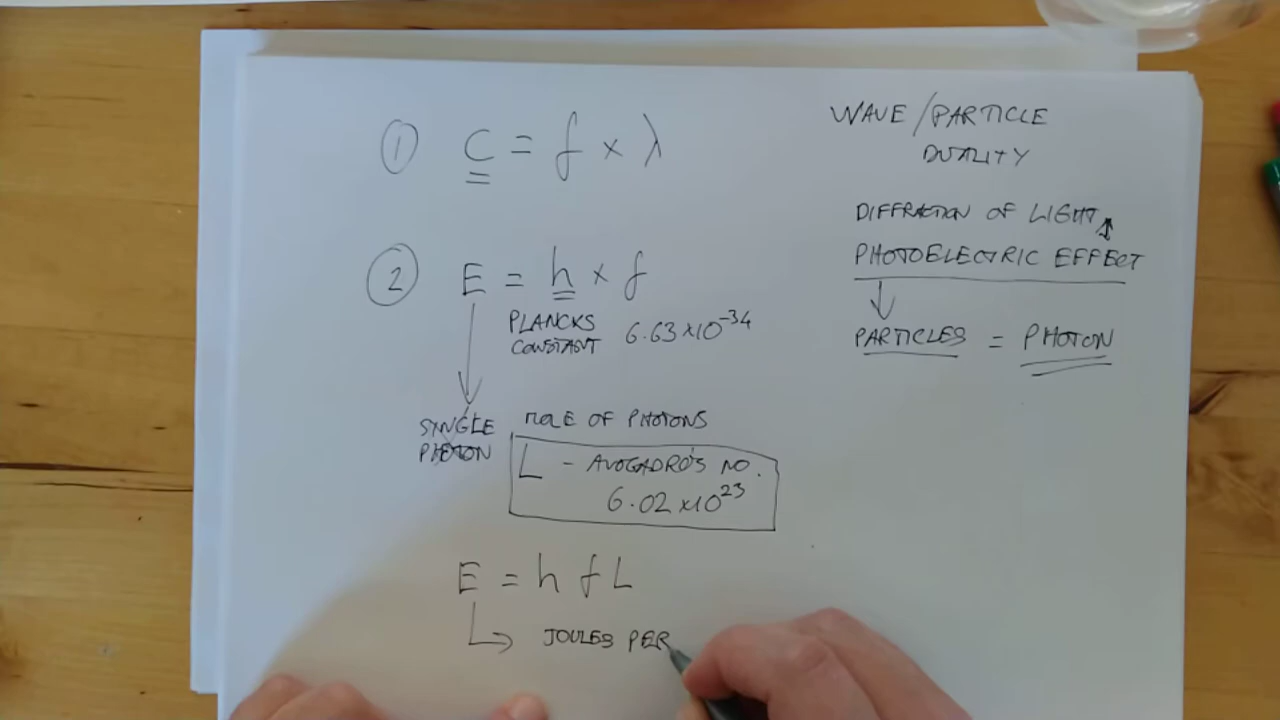 ① C = f × λ
② E = h × f
PLANCKS
CONSTANT 6.63×10⁻³⁴
SINGLE
PHOTON
MOLE OF PHOTONS
L – AVOGADRO'S NO.
6.02 ×10²³
E = h f L
JOULES PER
WAVE/PARTICLE
DUALITY
DIFFRACTION OF LIGHT
PHOTOELECTRIC EFFECT
PARTICLES = PHOTON